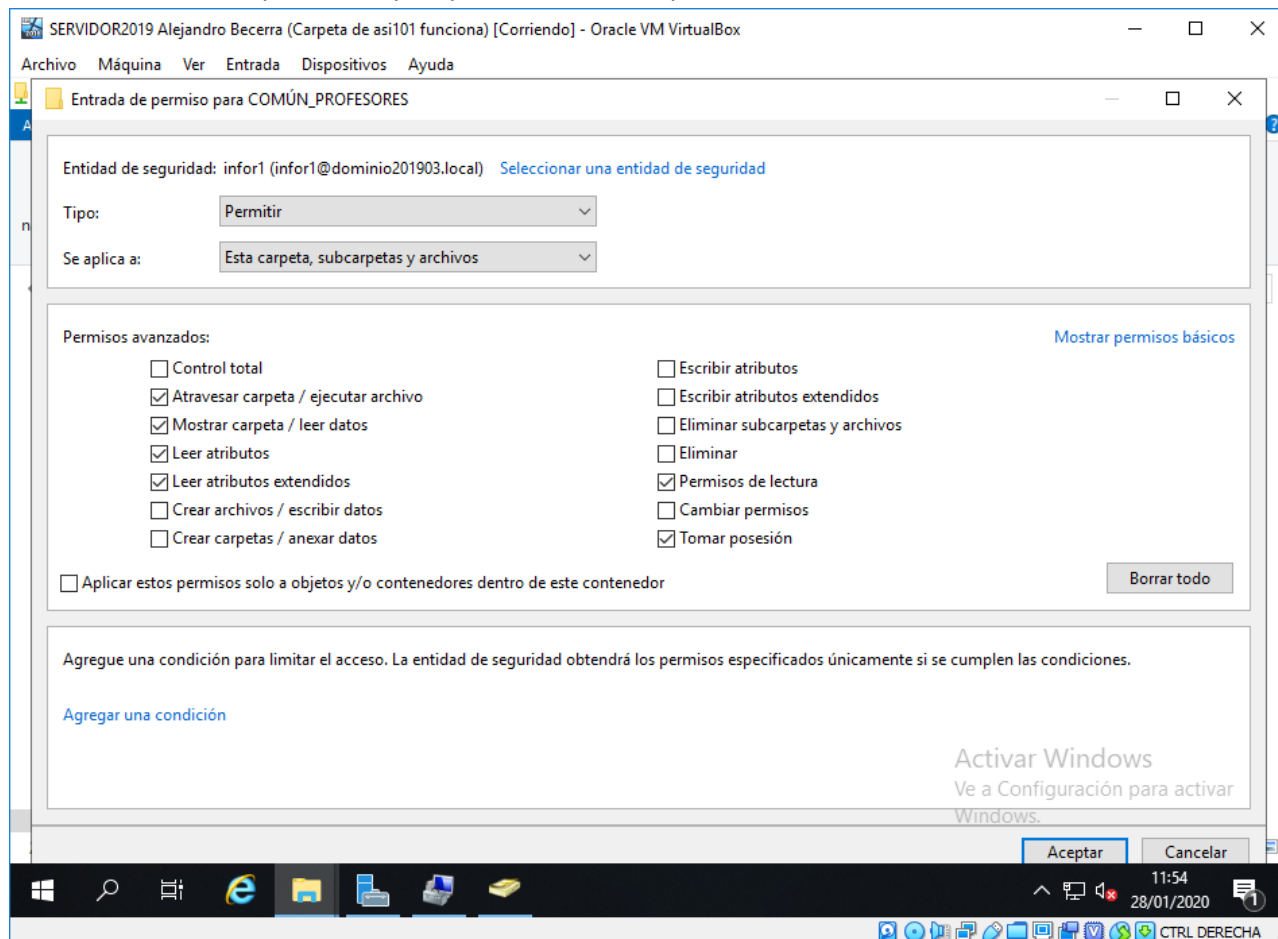 SERVIDOR2019 Alejandro Becerra (Carpeta de asi101 funciona) [Corriendo] - Oracle VM VirtualBox
Archivo Máquina Ver Entrada Dispositivos Ayuda
Entrada de permiso para COMÚN_PROFESORES
Entidad de seguridad: infor1 (infor1@dominio201903.local) Seleccionar una entidad de seguridad
Tipo: Permitir
Se aplica a: Esta carpeta, subcarpetas y archivos
Permisos avanzados: Mostrar permisos básicos
Control total Escribir atributos
Atravesar carpeta / ejecutar archivo Escribir atributos extendidos
Mostrar carpeta / leer datos Eliminar subcarpetas y archivos
Leer atributos Eliminar
Leer atributos extendidos Permisos de lectura
Crear archivos / escribir datos Cambiar permisos
Crear carpetas / anexar datos Tomar posesión
Aplicar estos permisos solo a objetos y/o contenedores dentro de este contenedor Borrar todo
Agregue una condición para limitar el acceso. La entidad de seguridad obtendrá los permisos especificados únicamente si se cumplen las condiciones.
Agregar una condición
Activar Windows
Ve a Configuración para activar
Windows.
Aceptar Cancelar
11:54
28/01/2020
1
CTRL DERECHA